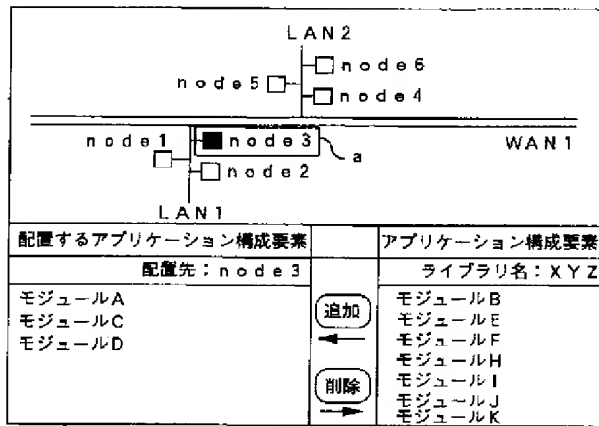 LAN2
node6
node5
node4
node1
node3
a
WAN1
node2
LAN1
配置するアプリケーション構成要素
アプリケーション構成要素
配置先：node3
ライブラリ名：XYZ
モジュールA
モジュールC
モジュールD
追加
削除
モジュールB
モジュールE
モジュールF
モジュールH
モジュールI
モジュールJ
モジュールK